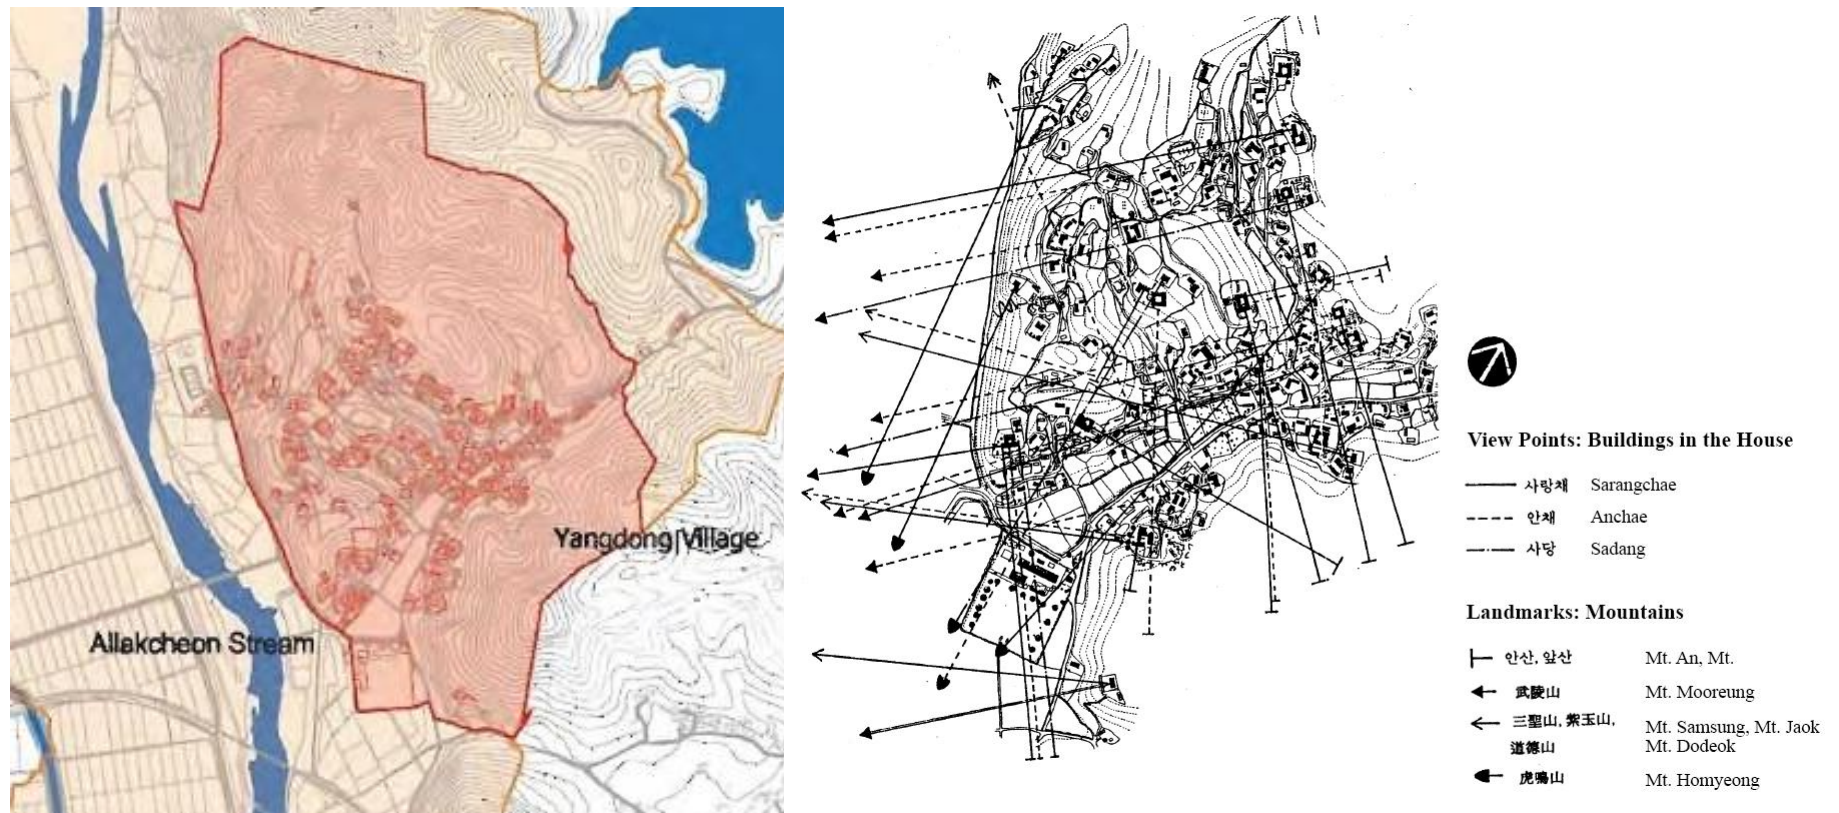 Yangdong Village
Allakcheon Stream
View Points: Buildings in the House
사랑채 Sarangchae
안채 Anchae
사당 Sadang
Landmarks: Mountains
안산, 앞산 Mt. An, Mt.
武陵山 Mt. Mooreung
三聖山, 紫玉山, Mt. Samsung, Mt. Jaok
道德山 Mt. Dodeok
虎鳴山 Mt. Homyeong